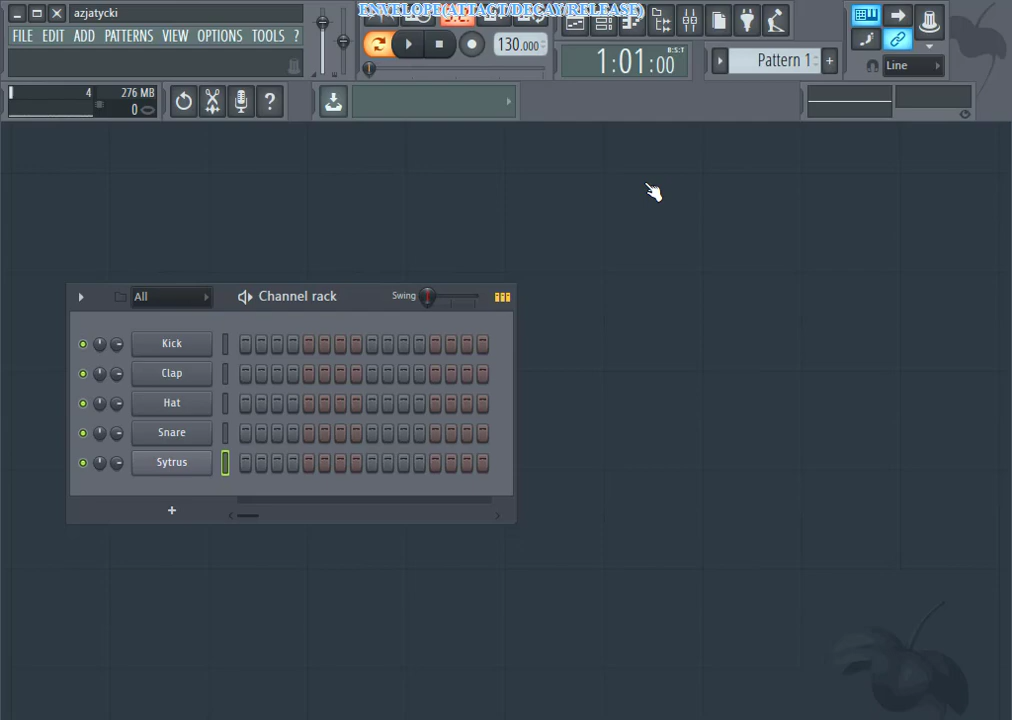 azjatycki
ENVELOPE(ATTACT/DECAY/RELEASE)
FILE EDIT ADD PATTERNS VIEW OPTIONS TOOLS ?
130.000
1:01:00
B:S:T
Pattern 1
+
Line
4
276 MB
0
?
All
Channel rack
Swing
Kick
Clap
Hat
Snare
Sytrus
+